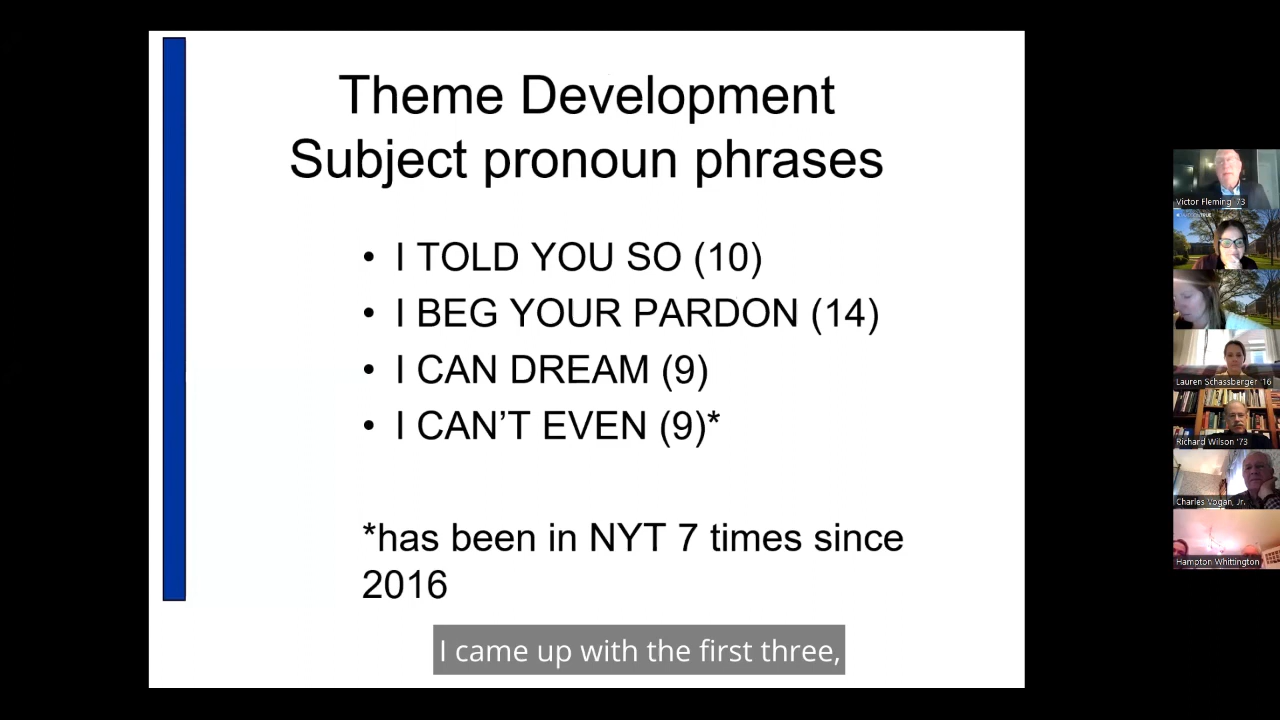 Theme Development
Subject pronoun phrases
• I TOLD YOU SO (10)
• I BEG YOUR PARDON (14)
• I CAN DREAM (9)
• I CAN'T EVEN (9)*
*has been in NYT 7 times since
2016
I came up with the first three,
Victor Fleming '73
Lauren Schassberger '16
Richard Wilson '73
Charles Vogan, Jr.
Hampton Whittington